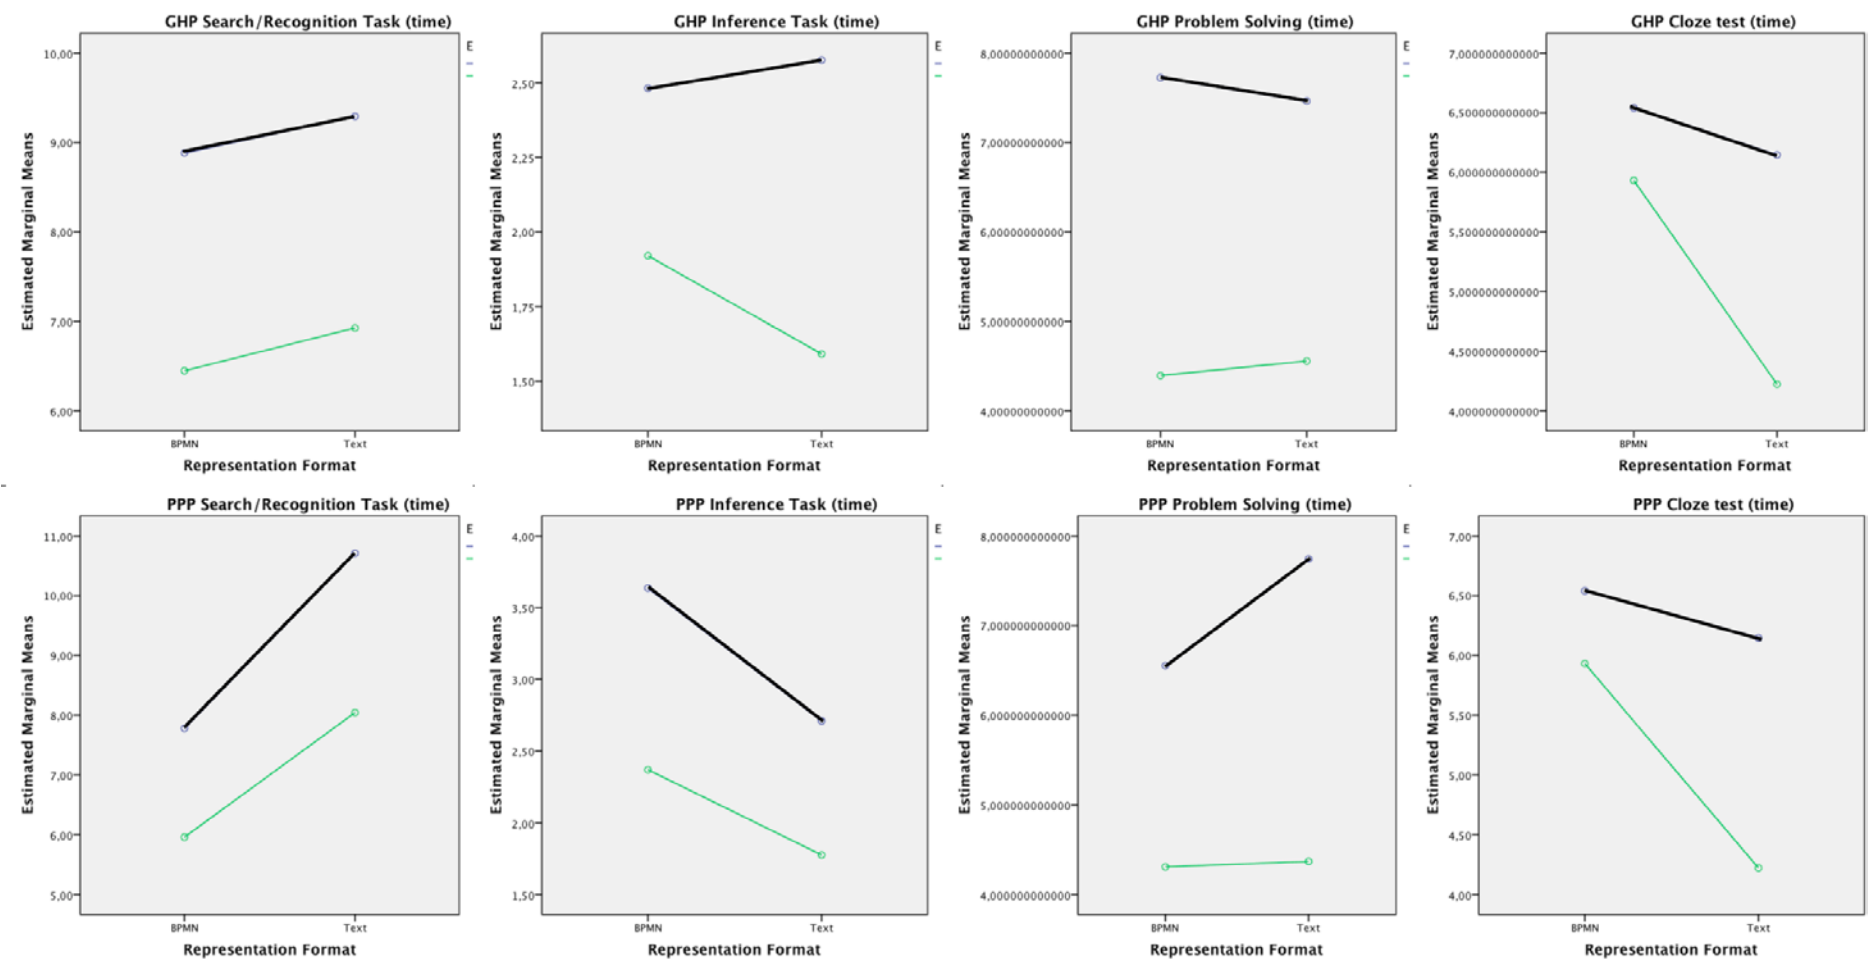 GHP Search/Recognition Task (time)
Estimated Marginal Means
10,00
9,00
8,00
7,00
6,00
BPMN
Text
Representation Format
E
GHP Inference Task (time)
Estimated Marginal Means
2,50
2,25
2,00
1,75
1,50
BPMN
Text
Representation Format
E
GHP Problem Solving (time)
Estimated Marginal Means
8,00000000000
7,00000000000
6,00000000000
5,00000000000
4,00000000000
BPMN
Text
Representation Format
E
GHP Cloze test (time)
Estimated Marginal Means
7,000000000000
6,500000000000
6,000000000000
5,500000000000
5,000000000000
4,500000000000
4,000000000000
BPMN
Text
Representation Format
PPP Search/Recognition Task (time)
Estimated Marginal Means
11,00
10,00
9,00
8,00
7,00
6,00
5,00
BPMN
Text
Representation Format
E
PPP Inference Task (time)
Estimated Marginal Means
4,00
3,50
3,00
2,50
2,00
1,50
BPMN
Text
Representation Format
E
PPP Problem Solving (time)
Estimated Marginal Means
8,000000000000
7,000000000000
6,000000000000
5,000000000000
4,000000000000
BPMN
Text
Representation Format
E
PPP Cloze test (time)
Estimated Marginal Means
7,00
6,50
6,00
5,50
5,00
4,50
4,00
BPMN
Text
Representation Format